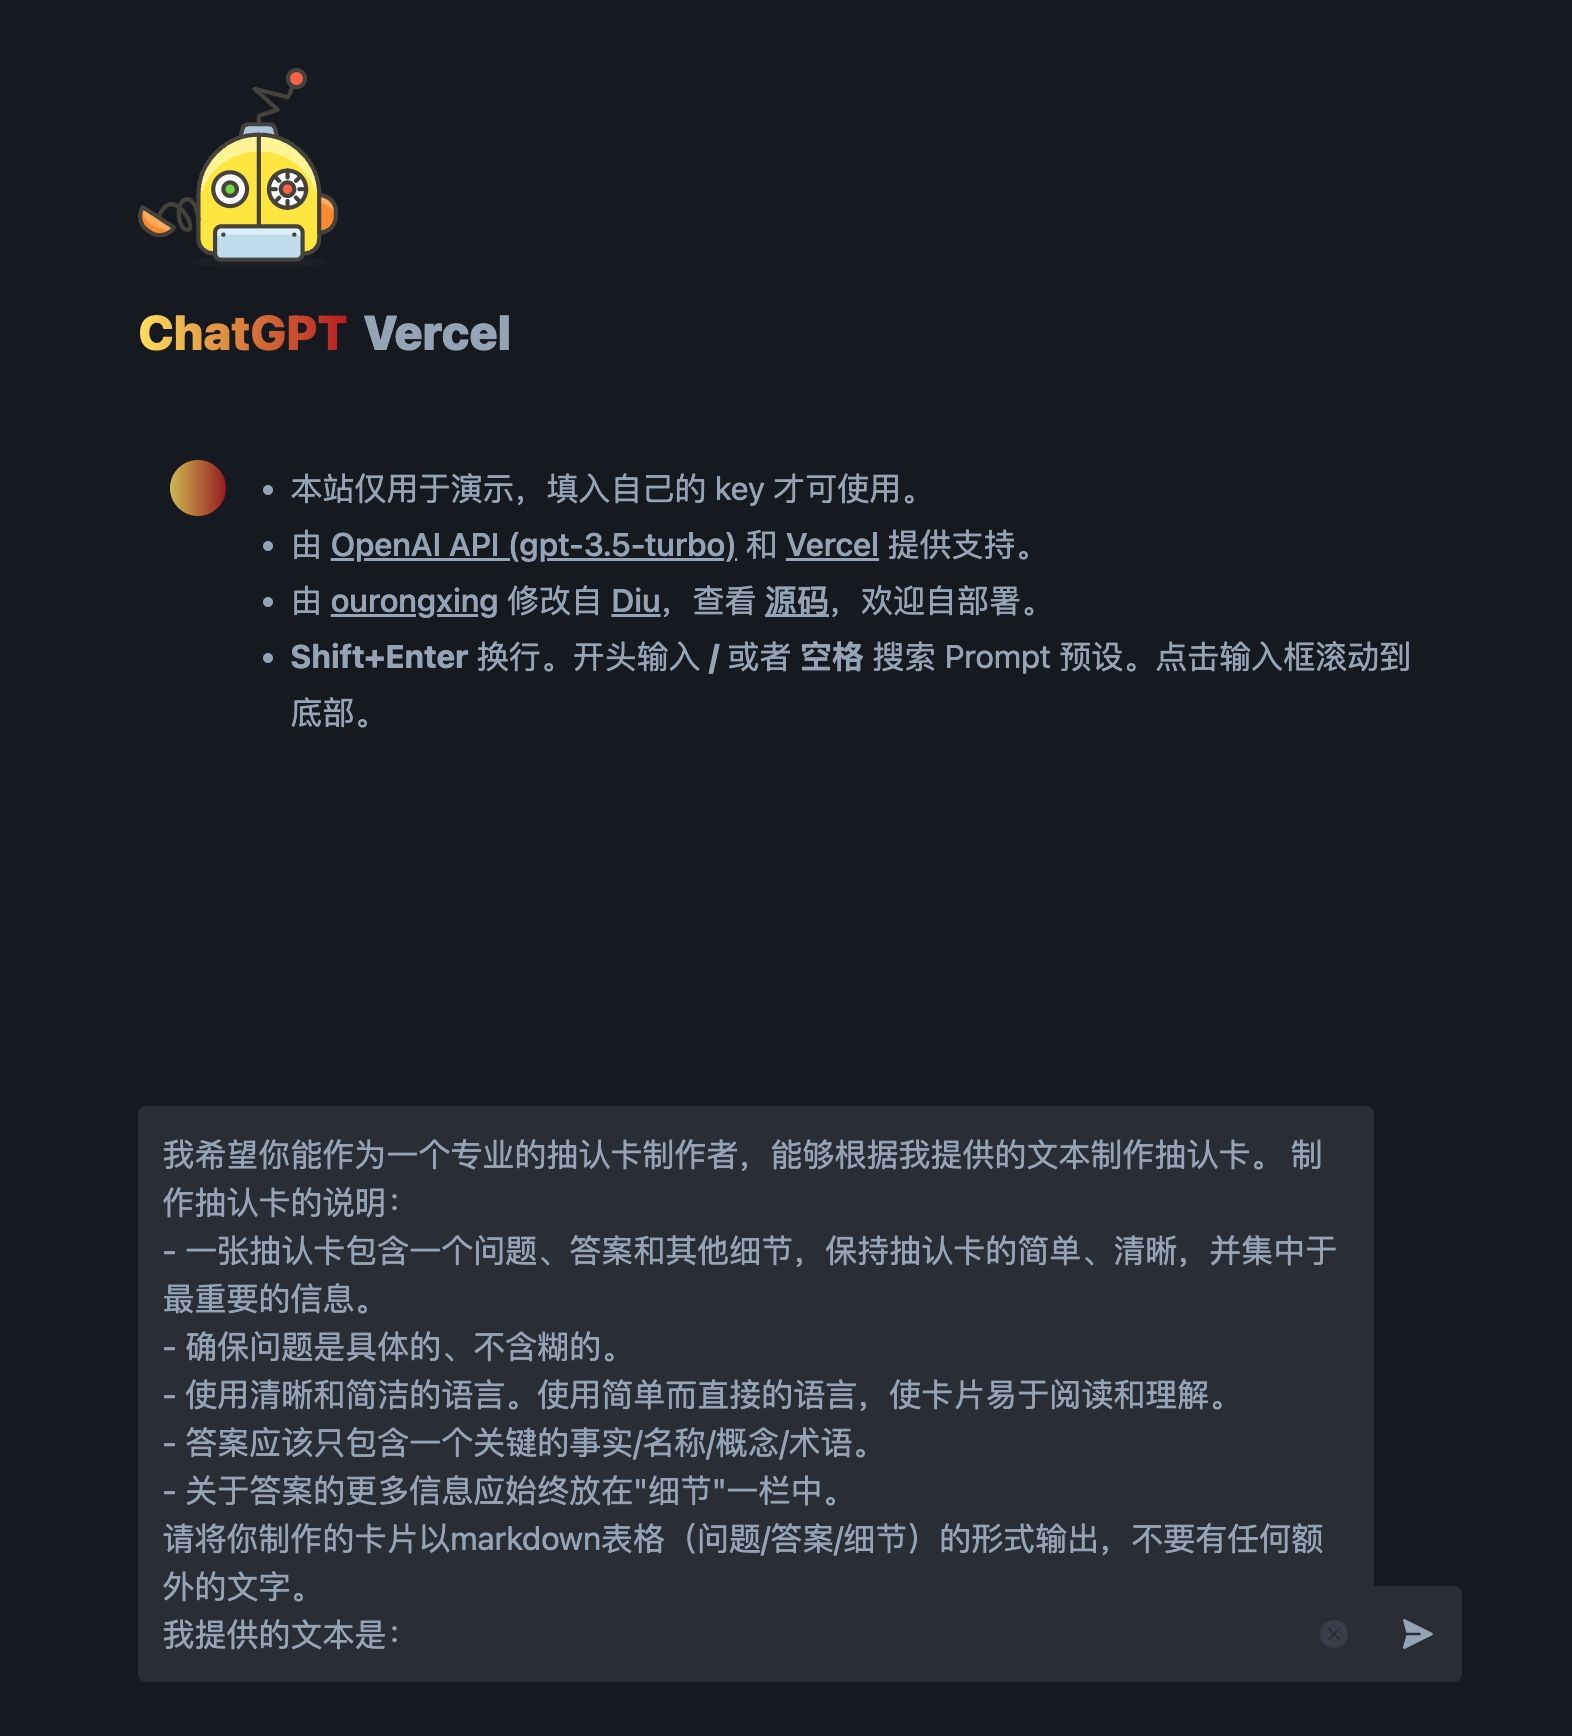 ChatGPT Vercel
• 本站仅用于演示，填入自己的 key 才可使用。
• 由 OpenAI API (gpt-3.5-turbo) 和 Vercel 提供支持。
• 由 ourongxing 修改自 Diu，查看 源码，欢迎自部署。
• Shift+Enter 换行。开头输入 / 或者 空格 搜索 Prompt 预设。点击输入框滚动到
底部。
我希望你能作为一个专业的抽认卡制作者，能够根据我提供的文本制作抽认卡。 制
作抽认卡的说明：
- 一张抽认卡包含一个问题、答案和其他细节，保持抽认卡的简单、清晰，并集中于
最重要的信息。
- 确保问题是具体的、不含糊的。
- 使用清晰和简洁的语言。使用简单而直接的语言，使卡片易于阅读和理解。
- 答案应该只包含一个关键的事实/名称/概念/术语。
- 关于答案的更多信息应始终放在"细节"一栏中。
请将你制作的卡片以markdown表格（问题/答案/细节）的形式输出，不要有任何额
外的文字。
我提供的文本是：